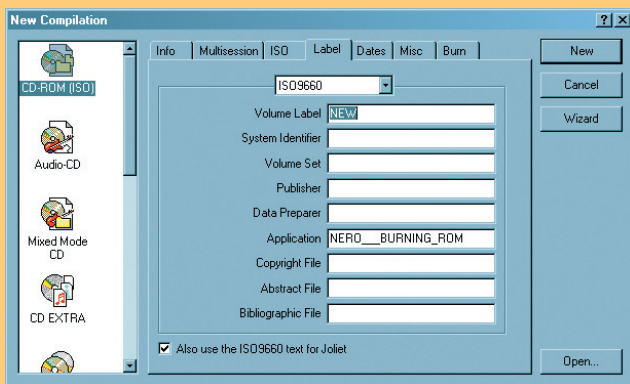 New Compilation
CD-ROM (ISO)
Audio-CD
Mixed Mode
CD
CD EXTRA
Info Multisession ISO Label Dates Misc Burn
ISO9660
Volume Label NEW
System Identifier
Volume Set
Publisher
Data Preparer
Application NERO___BURNING_ROM
Copyright File
Abstract File
Bibliographic File
Also use the ISO9660 text for Joliet
New
Cancel
Wizard
Open...